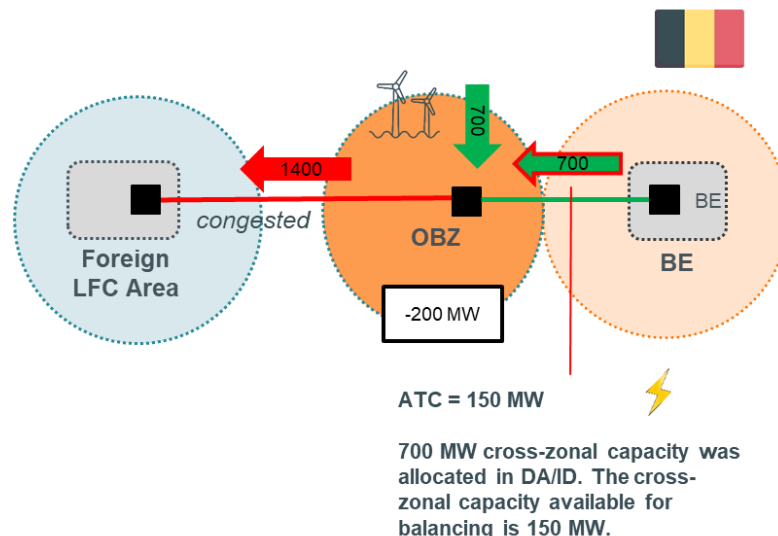 700
1400
700
congested
OBZ
BE
Foreign
LFC Area
BE
-200 MW
ATC = 150 MW
700 MW cross-zonal capacity was
allocated in DA/ID. The cross-
zonal capacity available for
balancing is 150 MW.